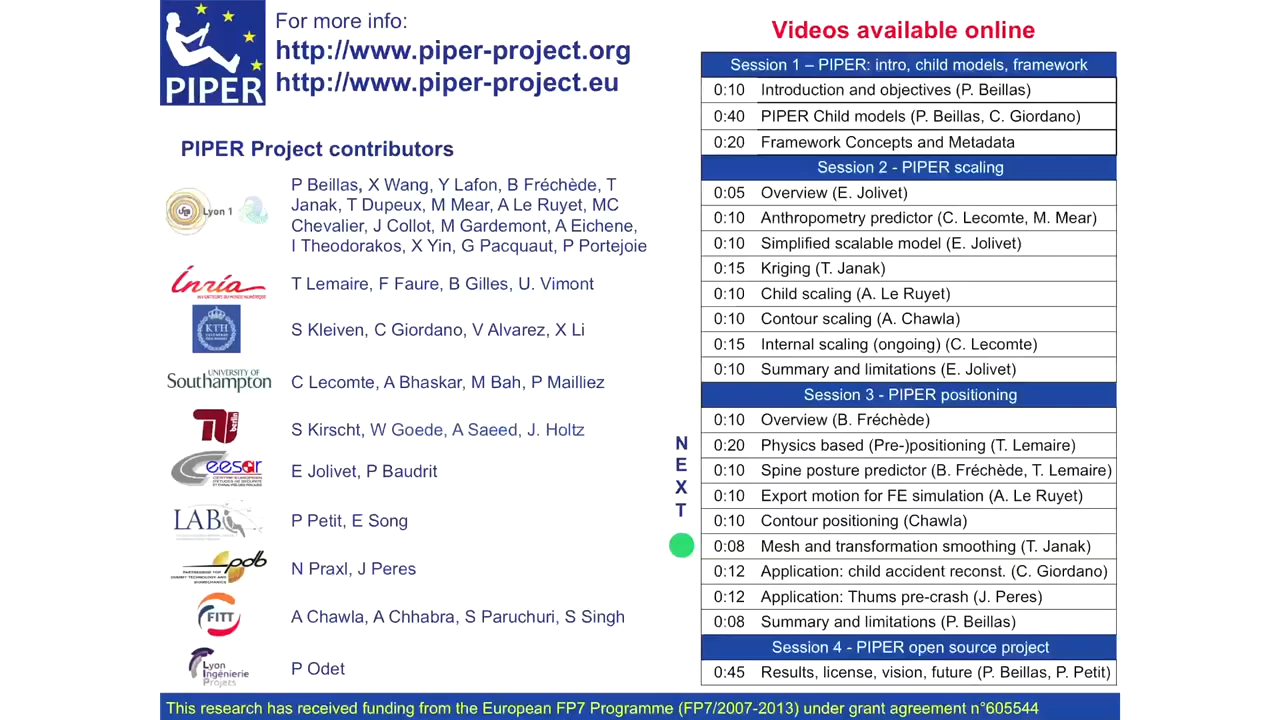 PIPER
For more info:
http://www.piper-project.org
http://www.piper-project.eu
PIPER Project contributors
Lyon 1
P Beillas, X Wang, Y Lafon, B Fréchède, T
Janak, T Dupeux, M Mear, A Le Ruyet, MC
Chevalier, J Collot, M Gardemont, A Eichene,
I Theodorakos, X Yin, G Pacquaut, P Portejoie
Inria
T Lemaire, F Faure, B Gilles, U. Vimont
KTH
S Kleiven, C Giordano, V Alvarez, X Li
UNIVERSITY OF
Southampton
C Lecomte, A Bhaskar, M Bah, P Mailliez
berlin
S Kirscht, W Goede, A Saeed, J. Holtz
Ceesar
E Jolivet, P Baudrit
LAB
P Petit, E Song
pdb
N Praxl, J Peres
FITT
A Chawla, A Chhabra, S Paruchuri, S Singh
Lyon
Ingénierie
Projets
P Odet
Videos available online
Session 1 – PIPER: intro, child models, framework
0:10 Introduction and objectives (P. Beillas)
0:40 PIPER Child models (P. Beillas, C. Giordano)
0:20 Framework Concepts and Metadata
Session 2 - PIPER scaling
0:05 Overview (E. Jolivet)
0:10 Anthropometry predictor (C. Lecomte, M. Mear)
0:10 Simplified scalable model (E. Jolivet)
0:15 Kriging (T. Janak)
0:10 Child scaling (A. Le Ruyet)
0:10 Contour scaling (A. Chawla)
0:15 Internal scaling (ongoing) (C. Lecomte)
0:10 Summary and limitations (E. Jolivet)
Session 3 - PIPER positioning
0:10 Overview (B. Fréchède)
0:20 Physics based (Pre-)positioning (T. Lemaire)
0:10 Spine posture predictor (B. Fréchède, T. Lemaire)
0:10 Export motion for FE simulation (A. Le Ruyet)
0:10 Contour positioning (Chawla)
0:08 Mesh and transformation smoothing (T. Janak)
0:12 Application: child accident reconst. (C. Giordano)
0:12 Application: Thums pre-crash (J. Peres)
0:08 Summary and limitations (P. Beillas)
Session 4 - PIPER open source project
0:45 Results, license, vision, future (P. Beillas, P. Petit)
NEXT
This research has received funding from the European FP7 Programme (FP7/2007-2013) under grant agreement n°605544